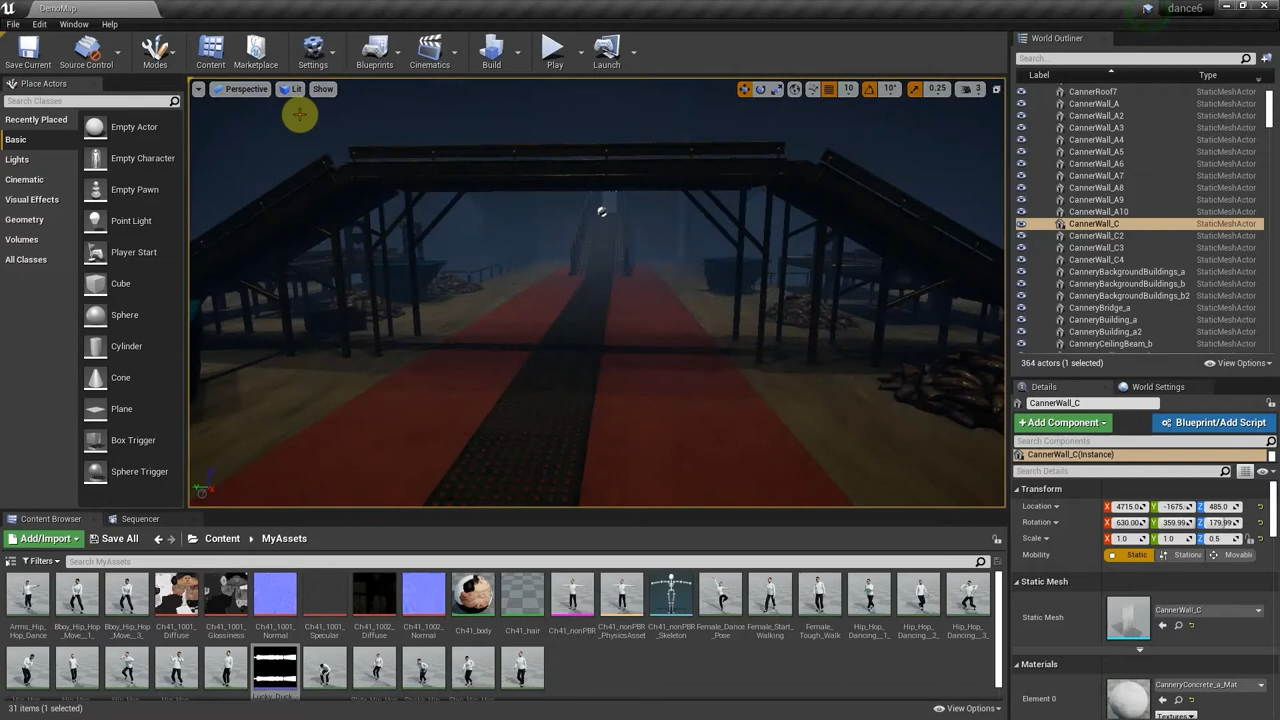 DemoMap
dance6
File Edit Window Help
World Outliner
Save Current Source Control Modes Content Marketplace Settings Blueprints Cinematics Build Play Launch
Search...
Label Type
Place Actors
Search Classes
Recently Placed
Basic
Lights
Cinematic
Visual Effects
Geometry
Volumes
All Classes
Empty Actor
Empty Character
Empty Pawn
Point Light
Player Start
Cube
Sphere
Cylinder
Cone
Plane
Box Trigger
Sphere Trigger
Perspective Lit Show
10 10° 0.25 3
CannerRoof7 StaticMeshActor
CannerWall_A StaticMeshActor
CannerWall_A2 StaticMeshActor
CannerWall_A3 StaticMeshActor
CannerWall_A4 StaticMeshActor
CannerWall_A5 StaticMeshActor
CannerWall_A6 StaticMeshActor
CannerWall_A7 StaticMeshActor
CannerWall_A8 StaticMeshActor
CannerWall_A9 StaticMeshActor
CannerWall_A10 StaticMeshActor
CannerWall_C StaticMeshActor
CannerWall_C2 StaticMeshActor
CannerWall_C3 StaticMeshActor
CannerWall_C4 StaticMeshActor
CanneryBackgroundBuildings_a StaticMeshActor
CanneryBackgroundBuildings_b StaticMeshActor
CanneryBackgroundBuildings_b2 StaticMeshActor
CanneryBridge_a StaticMeshActor
CanneryBuilding_a StaticMeshActor
CanneryBuilding_a2 StaticMeshActor
CanneryCeilingBeam_b StaticMeshActor
364 actors (1 selected) View Options
Details World Settings
CannerWall_C
+Add Component Blueprint/Add Script
Search Components
CannerWall_C(Instance)
Search Details
Transform
Location X 4715.0 Y -1675. Z 485.0
Rotation X 630.00 Y 359.99 Z 179.99
Scale X 1.0 Y 1.0 Z 0.5
Mobility Static Stationa Movabl
Static Mesh
Static Mesh CannerWall_C
Materials
Element 0 CanneryConcrete_a_Mat
Textures
Content Browser Sequencer
Add/Import Save All Content MyAssets
Filters Search MyAssets
Arms_Hip_Hop_Dance
Bboy_Hip_Hop_Move__1_
Bboy_Hip_Hop_Move__3_
Ch41_1001_Diffuse
Ch41_1001_Glossiness
Ch41_1001_Normal
Ch41_1001_Specular
Ch41_1002_Diffuse
Ch41_1002_Normal
Ch41_body
Ch41_hair
Ch41_nonPBR
Ch41_nonPBR_PhysicsAsset
Ch41_nonPBR_Skeleton
Female_Dance_Pose
Female_Start_Walking
Female_Tough_Walk
Hip_Hop_Dancing__1_
Hip_Hop_Dancing__2_
Hip_Hop_Dancing__3_
Lucky_Duck
31 items (1 selected) View Options